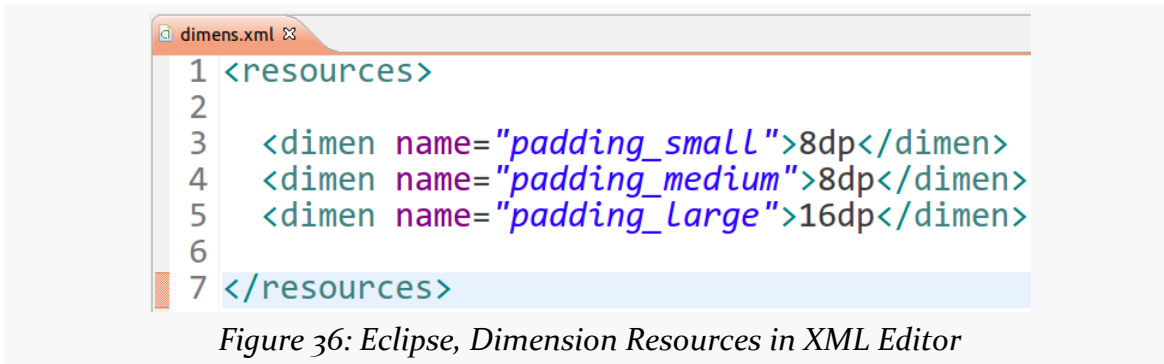 dimens.xml
1 <resources>
2
3 <dimen name="padding_small">8dp</dimen>
4 <dimen name="padding_medium">8dp</dimen>
5 <dimen name="padding_large">16dp</dimen>
6
7 </resources>
Figure 36: Eclipse, Dimension Resources in XML Editor